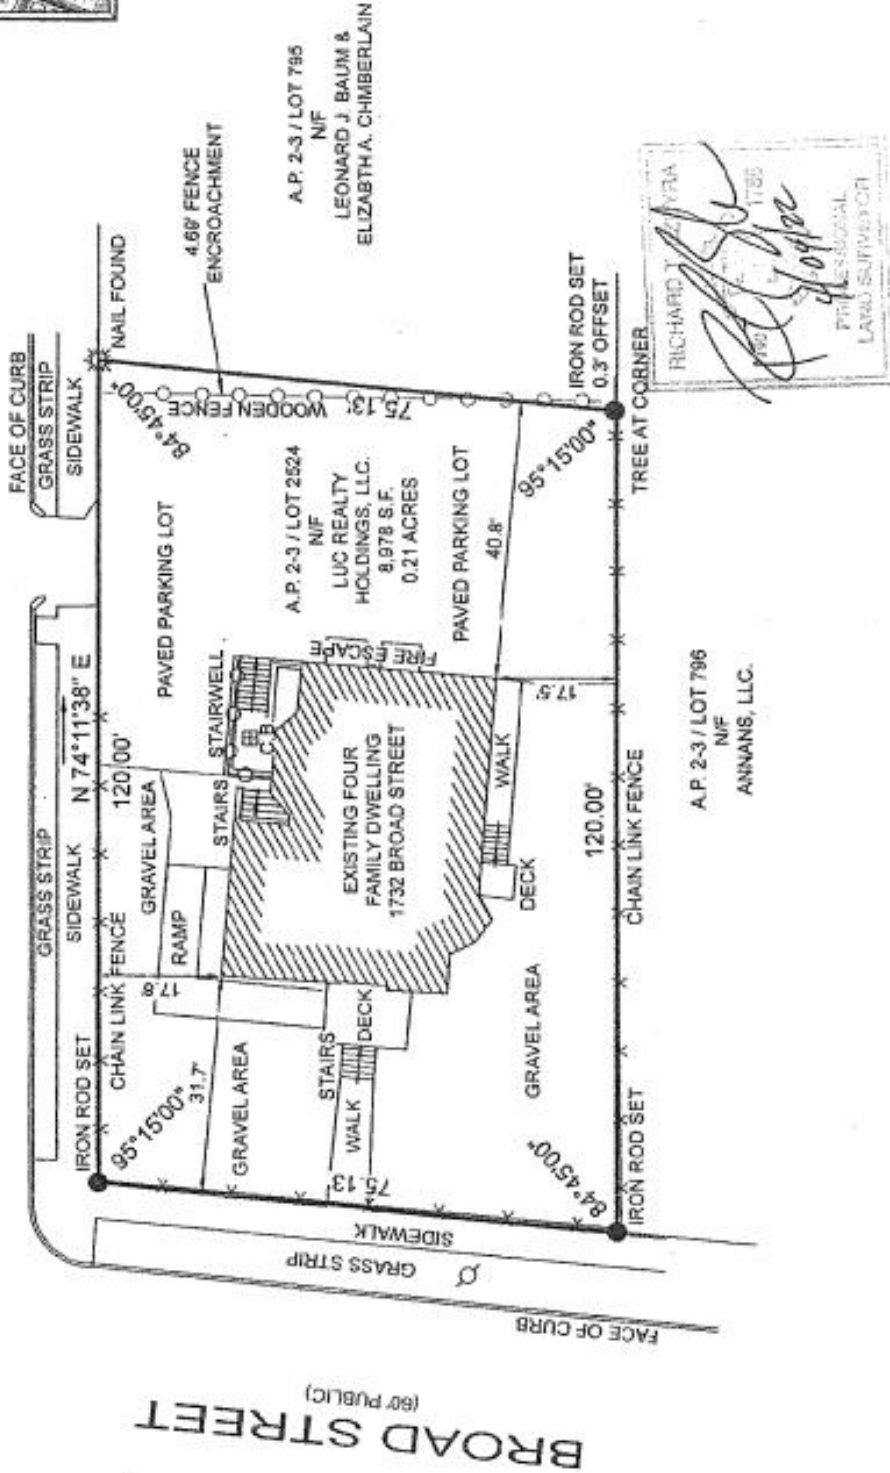 FACE OF CURB
GRASS STRIP
SIDEWALK
NAIL FOUND
4.69' FENCE
ENCROACHMENT
A.P. 2-3 / LOT 795
N/F
LEONARD J. BAUM &
ELIZABTH A. CHMBERLAIN
84°45'00"
WOODEN FENCE
75.13'
IRON ROD SET
0.3' OFFSET
TREE AT CORNER
95°15'00"
PAVED PARKING LOT
A.P. 2-3 / LOT 2524
N/F
LUC REALTY
HOLDINGS, LLC.
8,978 S.F.
0.21 ACRES
PAVED PARKING LOT
40.8'
GRASS STRIP
SIDEWALK
N 74°11'38" E
120.00'
CHAIN LINK FENCE
IRON ROD SET
GRAVEL AREA
STAIRS
STAIRWELL
C.B.
FIRE ESCAPE
RAMP
17.8'
EXISTING FOUR
FAMILY DWELLING
1732 BROAD STREET
WALK
17.5'
DECK
120.00'
CHAIN LINK FENCE
A.P. 2-3 / LOT 796
N/F
ANNANS, LLC.
95°15'00"
31.7'
GRAVEL AREA
STAIRS
DECK
WALK
GRAVEL AREA
75.13'
84°45'00"
IRON ROD SET
SIDEWALK
GRASS STRIP
FACE OF CURB
BROAD STREET
(60' PUBLIC)
RICHARD T.
PROFESSIONAL
LAND SURVEYOR